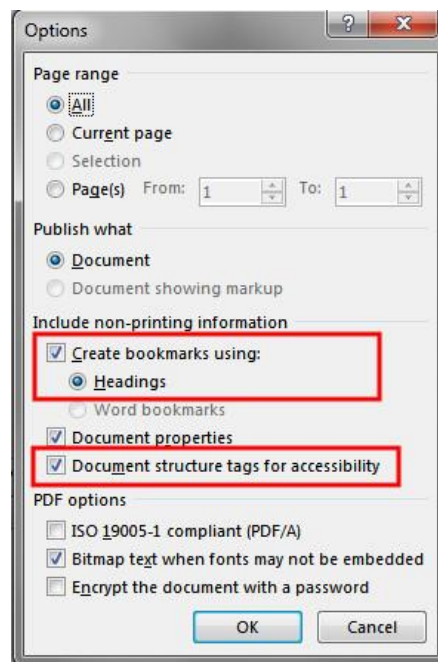 Options
Page range
All
Current page
Selection
Page(s) From: 1 To: 1
Publish what
Document
Document showing markup
Include non-printing information
Create bookmarks using:
Headings
Word bookmarks
Document properties
Document structure tags for accessibility
PDF options
ISO 19005-1 compliant (PDF/A)
Bitmap text when fonts may not be embedded
Encrypt the document with a password
OK Cancel